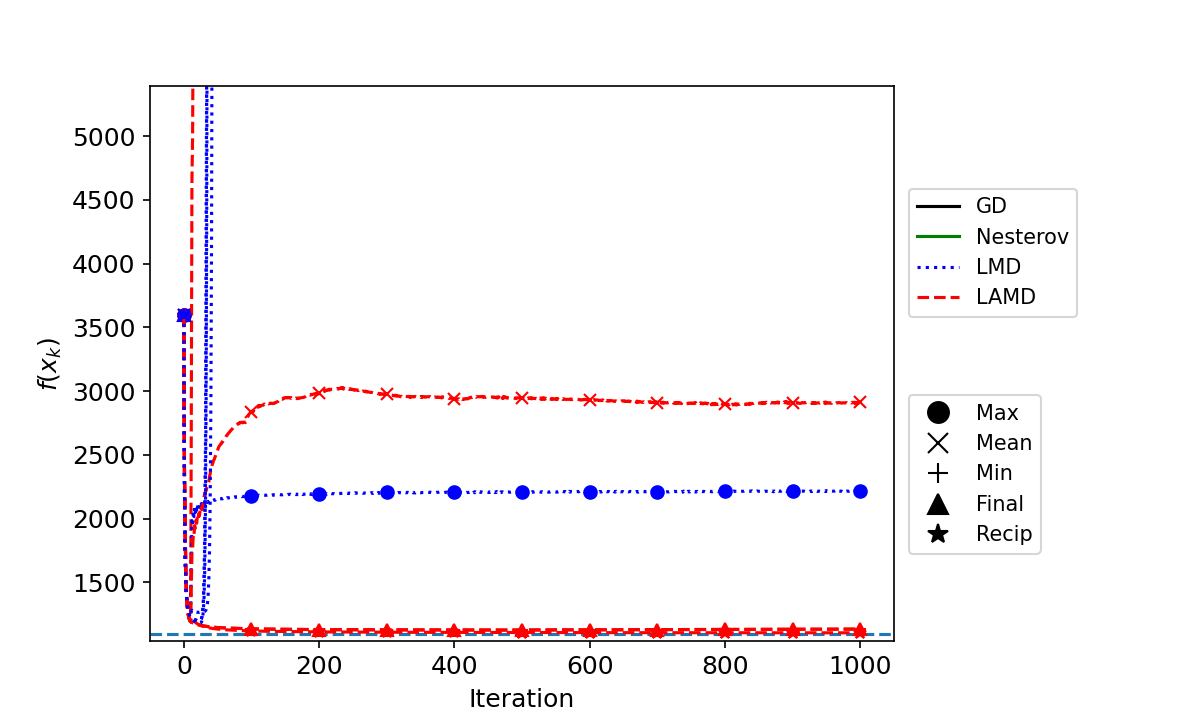 5000
4500
4000
3500
3000
2500
2000
1500
f(x_k)
0 200 400 600 800 1000
Iteration
GD
Nesterov
LMD
LAMD
Max
Mean
Min
Final
Recip